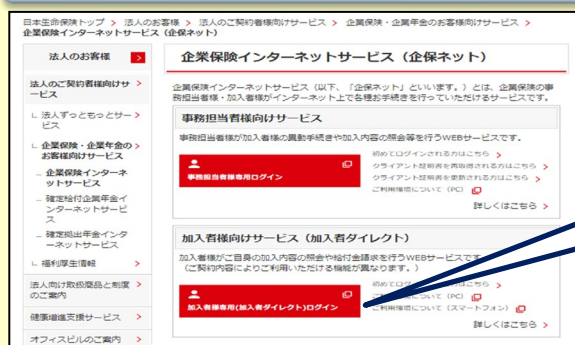 日本生命保険トップ > 法人のお客様 > 法人のご契約者様向けサービス > 企業保険・企業年金のお客様向けサービス >
企業保険インターネットサービス（企保ネット）
法人のお客様
法人のご契約者様向けサ
ービス
法人ずっともっとサー
ビス
企業保険・企業年金の
お客様向けサービス
企業保険インターネ
ットサービス
確定給付企業年金イ
ンターネットサービ
ス
確定拠出年金インタ
ーネットサービス
福利厚生情報
法人向け取扱商品と制度
のご案内
健康増進支援サービス
オフィスビルのご案内
企業保険インターネットサービス（企保ネット）
企業保険インターネットサービス（以下、「企保ネット」といいます。）とは、企業保険の事
務担当者様・加入者様がインターネット上で各種お手続きを行っていただけるサービスです。
事務担当者様向けサービス
事務担当者様が加入者様の異動手続きや加入内容の照会等を行うWEBサービスです。
事務担当者様専用ログイン
初めてログインされる方はこちら >
クライアント証明書を再取得される方はこちら >
クライアント証明書を更新される方はこちら >
ご利用環境について（PC）
詳しくはこちら >
加入者様向けサービス（加入者ダイレクト）
加入者様がご自身の加入内容の照会や給付金請求を行うWEBサービスです
（ご契約内容によりご利用いただける機能が異なります。）
加入者様専用(加入者ダイレクト)ログイン
初めてログインされる方はこちら
について（PC）
ご利用環境について（スマートフォン）
詳しくはこちら >